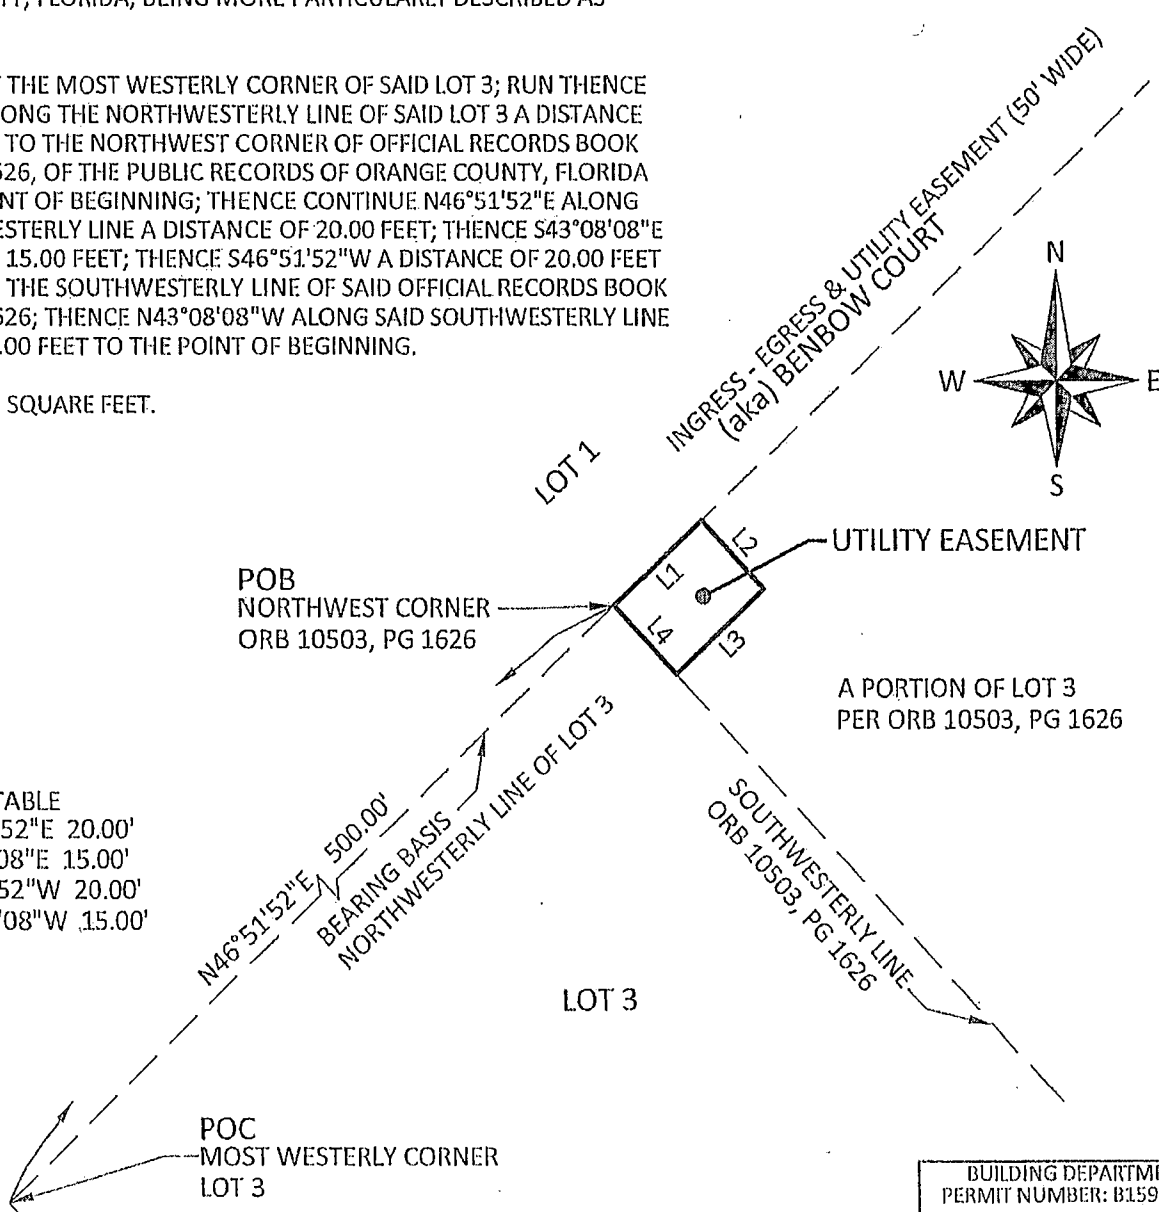 FLORIDA, BEING MORE PARTICULARLY DESCRIBED AS
THE MOST WESTERLY CORNER OF SAID LOT 3; RUN THENCE
THE NORTHWESTERLY LINE OF SAID LOT 3 A DISTANCE
TO THE NORTHWEST CORNER OF OFFICIAL RECORDS BOOK
OF THE PUBLIC RECORDS OF ORANGE COUNTY, FLORIDA
OF BEGINNING; THENCE CONTINUE N46°51'52"E ALONG
LINE A DISTANCE OF 20.00 FEET; THENCE S43°08'08"E
15.00 FEET; THENCE S46°51'52"W A DISTANCE OF 20.00 FEET
THE SOUTHWESTERLY LINE OF SAID OFFICIAL RECORDS BOOK
THENCE N43°08'08"W ALONG SAID SOUTHWESTERLY LINE
FEET TO THE POINT OF BEGINNING.
SQUARE FEET.
INGRESS - EGRESS & UTILITY EASEMENT (50' WIDE)
(aka) BENBOW COURT
N
W
E
S
LOT 1
L1
L2
L3
L4
UTILITY EASEMENT
POB
NORTHWEST CORNER
ORB 10503, PG 1626
A PORTION OF LOT 3
PER ORB 10503, PG 1626
TABLE
52"E 20.00'
08"E 15.00'
52"W 20.00'
'08"W 15.00'
N46°51'52"E 500.00'
BEARING BASIS
NORTHWESTERLY LINE OF LOT 3
SOUTHWESTERLY LINE
ORB 10503, PG 1626
LOT 3
POC
MOST WESTERLY CORNER
LOT 3
BUILDING DEPARTME
PERMIT NUMBER: B159